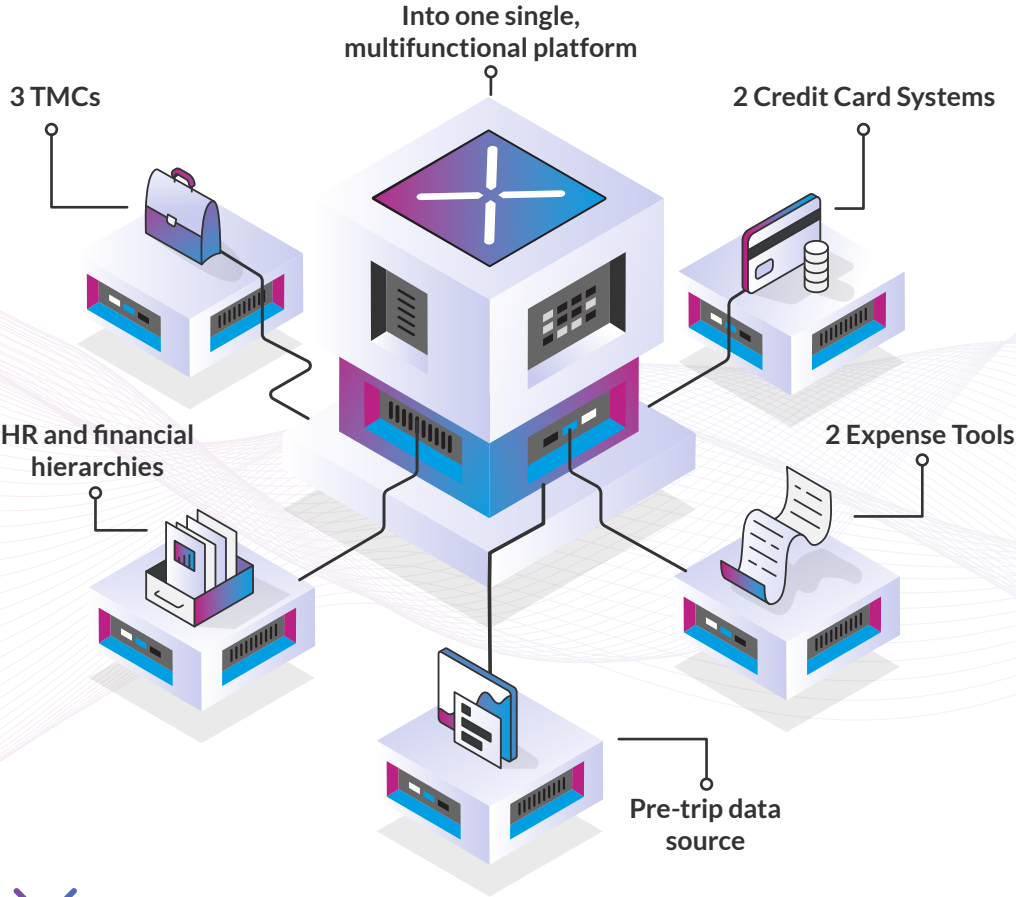 Into one single,
multifunctional platform
3 TMCs
2 Credit Card Systems
HR and financial
hierarchies
2 Expense Tools
Pre-trip data
source